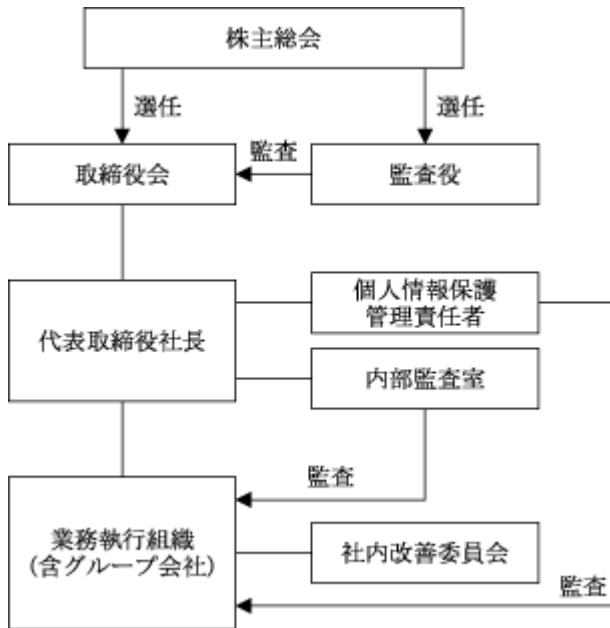 株主総会
選任
選任
取締役会
監査
監査役
代表取締役社長
個人情報保護
管理責任者
内部監査室
監査
業務執行組織
(含グループ会社)
社内改善委員会
監査